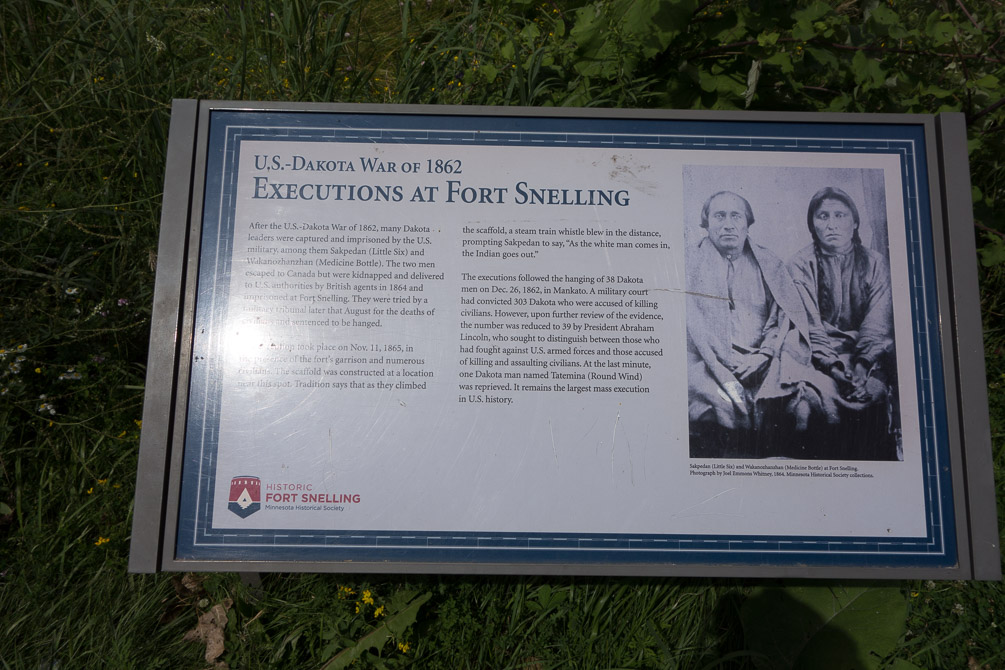 U.S.-DAKOTA WAR OF 1862
EXECUTIONS AT FORT SNELLING
After the U.S.-Dakota War of 1862, many Dakota
leaders were captured and imprisoned by the U.S.
military, among them Sakpedan (Little Six) and
Wakanozhanzhan (Medicine Bottle). The two men
escaped to Canada but were kidnapped and delivered
to U.S. authorities by British agents in 1864 and
imprisoned at Fort Snelling. They were tried by a
military tribunal later that August for the deaths of
and sentenced to be hanged.
took place on Nov. 11, 1865, in
the presence of the fort's garrison and numerous
civilians. The scaffold was constructed at a location
near this spot. Tradition says that as they climbed
the scaffold, a steam train whistle blew in the distance,
prompting Sakpedan to say, "As the white man comes in,
the Indian goes out."
The executions followed the hanging of 38 Dakota
men on Dec. 26, 1862, in Mankato. A military court
had convicted 303 Dakota who were accused of killing
civilians. However, upon further review of the evidence,
the number was reduced to 39 by President Abraham
Lincoln, who sought to distinguish between those who
had fought against U.S. armed forces and those accused
of killing and assaulting civilians. At the last minute,
one Dakota man named Tatemina (Round Wind)
was reprieved. It remains the largest mass execution
in U.S. history.
Sakpedan (Little Six) and Wakanozhanzhan (Medicine Bottle) at Fort Snelling.
Photograph by Joel Emmons Whitney, 1864. Minnesota Historical Society collections.
HISTORIC
FORT SNELLING
Minnesota Historical Society